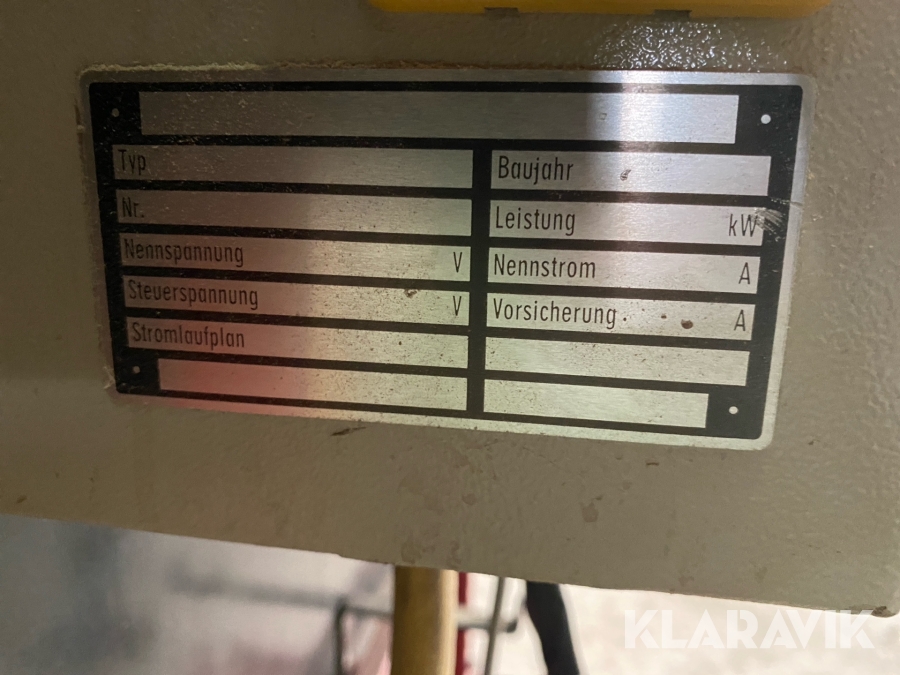 Typ
Baujahr
Nr.
Leistung kW
Nennspannung V
Nennstrom A
Steuerspannung V
Vorsicherung A
Stromlaufplan
KLARAVIK